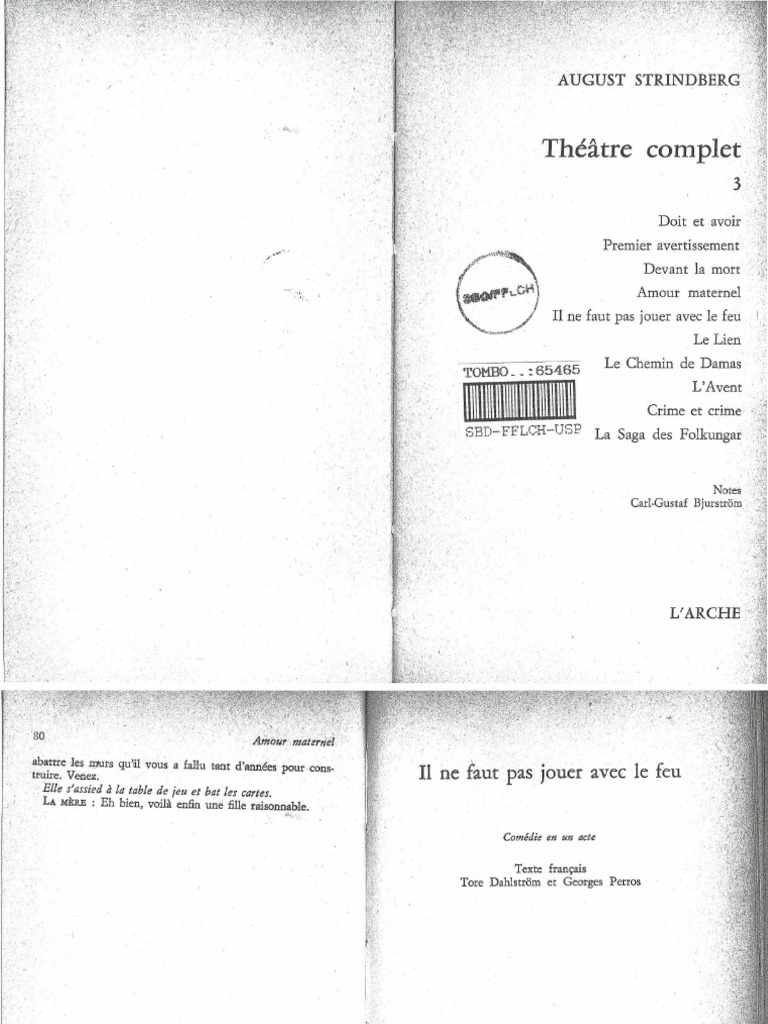 AUGUST STRINDBERG
Théâtre complet
3
Doit et avoir
Premier avertissement
Devant la mort
Amour maternel
Il ne faut pas jouer avec le feu
Le Lien
Le Chemin de Damas
L'Avent
Crime et crime
La Saga des Folkungar
SBD/FFLCH
TOMBO..:65465
SBD-FFLCH-USP
Notes
Carl-Gustaf Bjurström
L'ARCHE
80
Amour maternel
abattre les murs qu'il vous a fallu tant d'années pour cons-
truire. Venez.
Elle s'assied à la table de jeu et bat les cartes.
LA MÈRE : Eh bien, voilà enfin une fille raisonnable.
Il ne faut pas jouer avec le feu
Comédie en un acte
Texte français
Tore Dahlström et Georges Perros